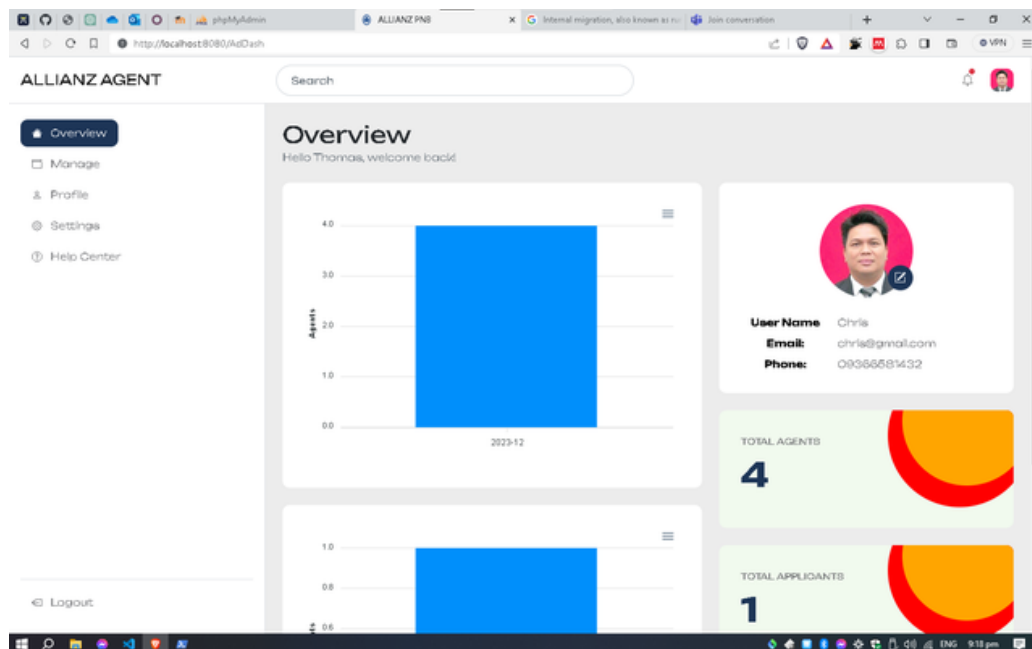 phpMyAdmin
ALLIANZ PNB
Internal migration, also known as ru
Join conversation
http://localhost:8080/AdDash
VPN
ALLIANZ AGENT
Search
Overview
Manage
Profile
Settings
Help Center
Logout
Overview
Hello Thomas, welcome back!
4.0
3.0
2.0
1.0
0.0
Agents
2023-12
1.0
0.8
0.6
User Name Chris
Email: chris@gmail.com
Phone: 09366581432
TOTAL AGENTS
4
TOTAL APPLICANTS
1
ENG 9:18 pm